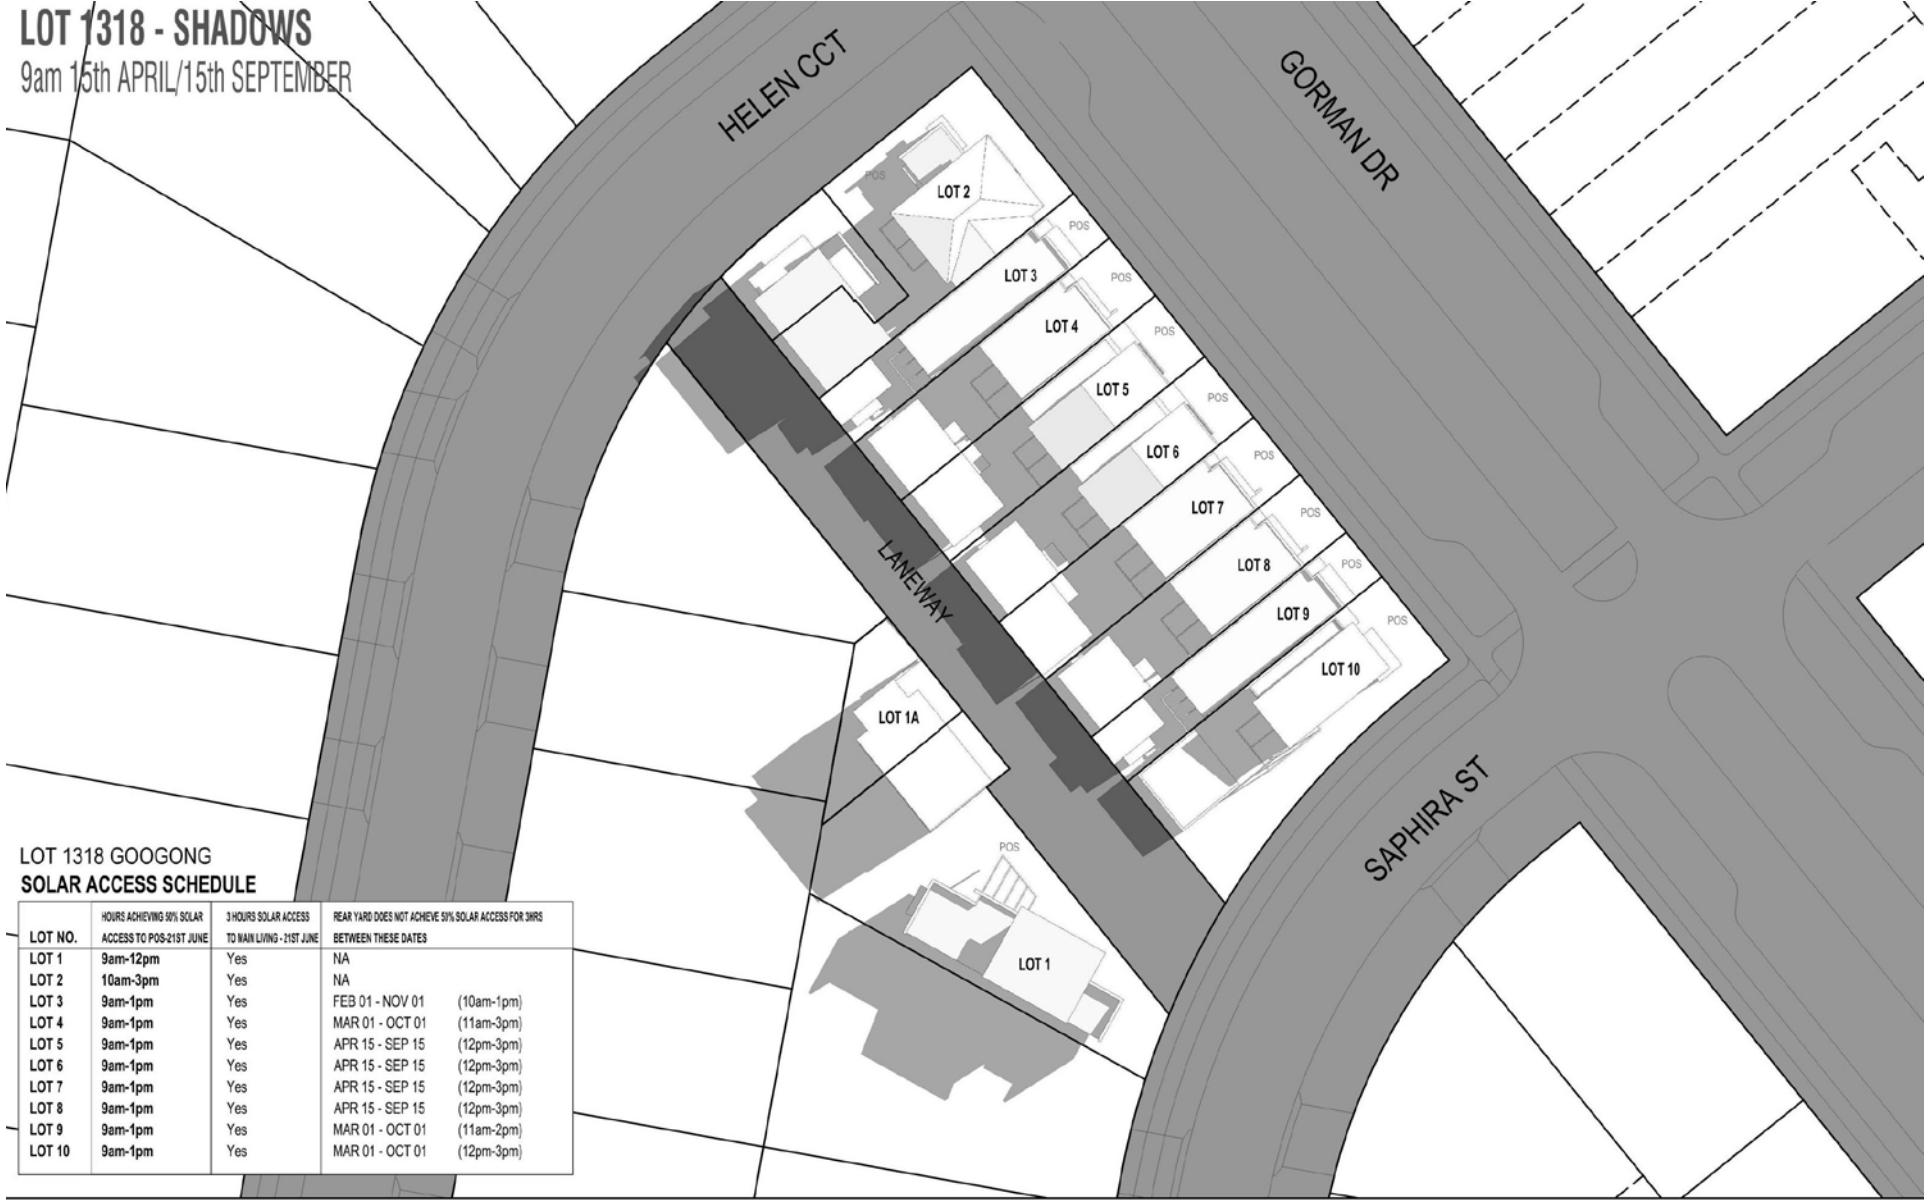 LOT 1318 - SHADOWS
9am 15th APRIL/15th SEPTEMBER
HELEN CCT
GORMAN DR
POS
LOT 2
POS
LOT 3
POS
LOT 4
POS
LOT 5
POS
LOT 6
POS
LOT 7
POS
LOT 8
POS
LOT 9
POS
LOT 10
LANEWAY
LOT 1A
SAPHIRA ST
POS
LOT 1
LOT 1318 GOOGONG
SOLAR ACCESS SCHEDULE
LOT NO. HOURS ACHIEVING 50% SOLAR ACCESS TO POS-21ST JUNE 3 HOURS SOLAR ACCESS TO MAIN LIVING - 21ST JUNE REAR YARD DOES NOT ACHIEVE 50% SOLAR ACCESS FOR 3HRS BETWEEN THESE DATES
LOT 1 9am-12pm Yes NA
LOT 2 10am-3pm Yes NA
LOT 3 9am-1pm Yes FEB 01 - NOV 01 (10am-1pm)
LOT 4 9am-1pm Yes MAR 01 - OCT 01 (11am-3pm)
LOT 5 9am-1pm Yes APR 15 - SEP 15 (12pm-3pm)
LOT 6 9am-1pm Yes APR 15 - SEP 15 (12pm-3pm)
LOT 7 9am-1pm Yes APR 15 - SEP 15 (12pm-3pm)
LOT 8 9am-1pm Yes APR 15 - SEP 15 (12pm-3pm)
LOT 9 9am-1pm Yes MAR 01 - OCT 01 (11am-2pm)
LOT 10 9am-1pm Yes MAR 01 - OCT 01 (12pm-3pm)